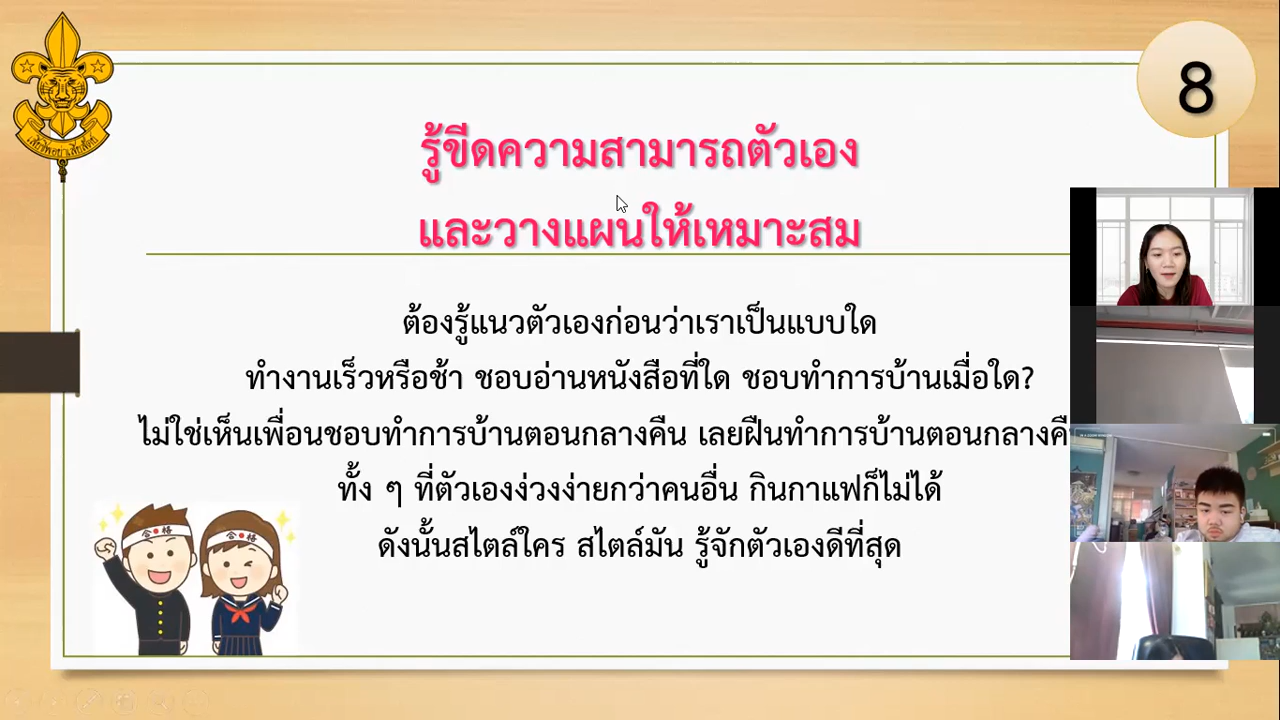 8
รู้ขีดความสามารถตัวเอง
และวางแผนให้เหมาะสม
ต้องรู้แนวตัวเองก่อนว่าเราเป็นแบบใด
ทำงานเร็วหรือช้า ชอบอ่านหนังสือที่ใด ชอบทำการบ้านเมื่อใด?
ไม่ใช่เห็นเพื่อนชอบทำการบ้านตอนกลางคืน เลยฝืนทำการบ้านตอนกลางคื
ทั้ง ๆ ที่ตัวเองง่วงง่ายกว่าคนอื่น กินกาแฟก็ไม่ได้
ดังนั้นสไตล์ใคร สไตล์มัน รู้จักตัวเองดีที่สุด
合 格
合 格